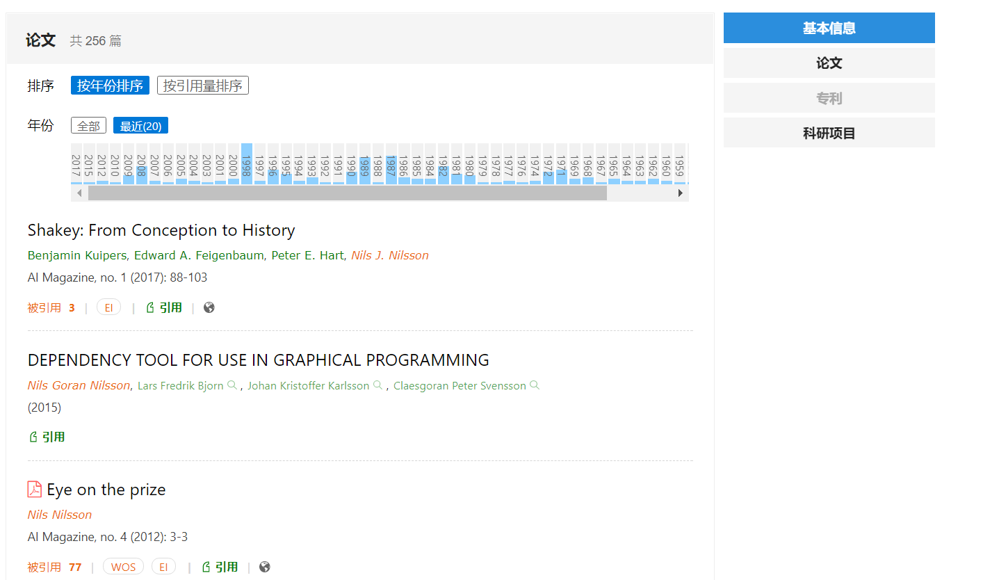 论文 共 256 篇
基本信息
论文
专利
科研项目
排序 按年份排序 按引用量排序
年份 全部 最近(20)
2017 2015 2012 2010 2009 2008 2007 2006 2005 2004 2003 2001 2000 1998 1997 1996 1995 1994 1993 1992 1991 1990 1989 1988 1987 1986 1985 1984 1982 1981 1980 1979 1978 1977 1976 1974 1972 1971 1969 1968 1967 1965 1964 1963 1962 1960 1959
Shakey: From Conception to History
Benjamin Kuipers, Edward A. Feigenbaum, Peter E. Hart, Nils J. Nilsson
AI Magazine, no. 1 (2017): 88-103
被引用 3 | EI | 引用 |
DEPENDENCY TOOL FOR USE IN GRAPHICAL PROGRAMMING
Nils Goran Nilsson, Lars Fredrik Bjorn , Johan Kristoffer Karlsson , Claesgoran Peter Svensson
(2015)
引用
Eye on the prize
Nils Nilsson
AI Magazine, no. 4 (2012): 3-3
被引用 77 | WOS EI | 引用 |